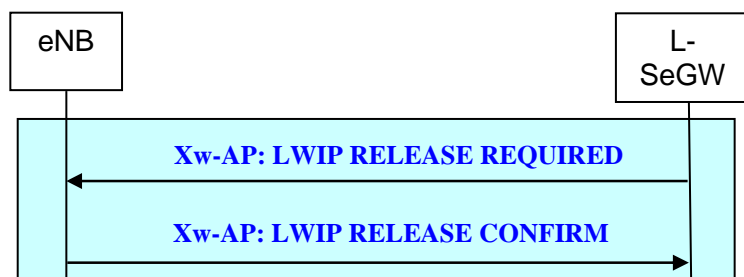 eNB
L-
SeGW
Xw-AP: LWIP RELEASE REQUIRED
Xw-AP: LWIP RELEASE CONFIRM